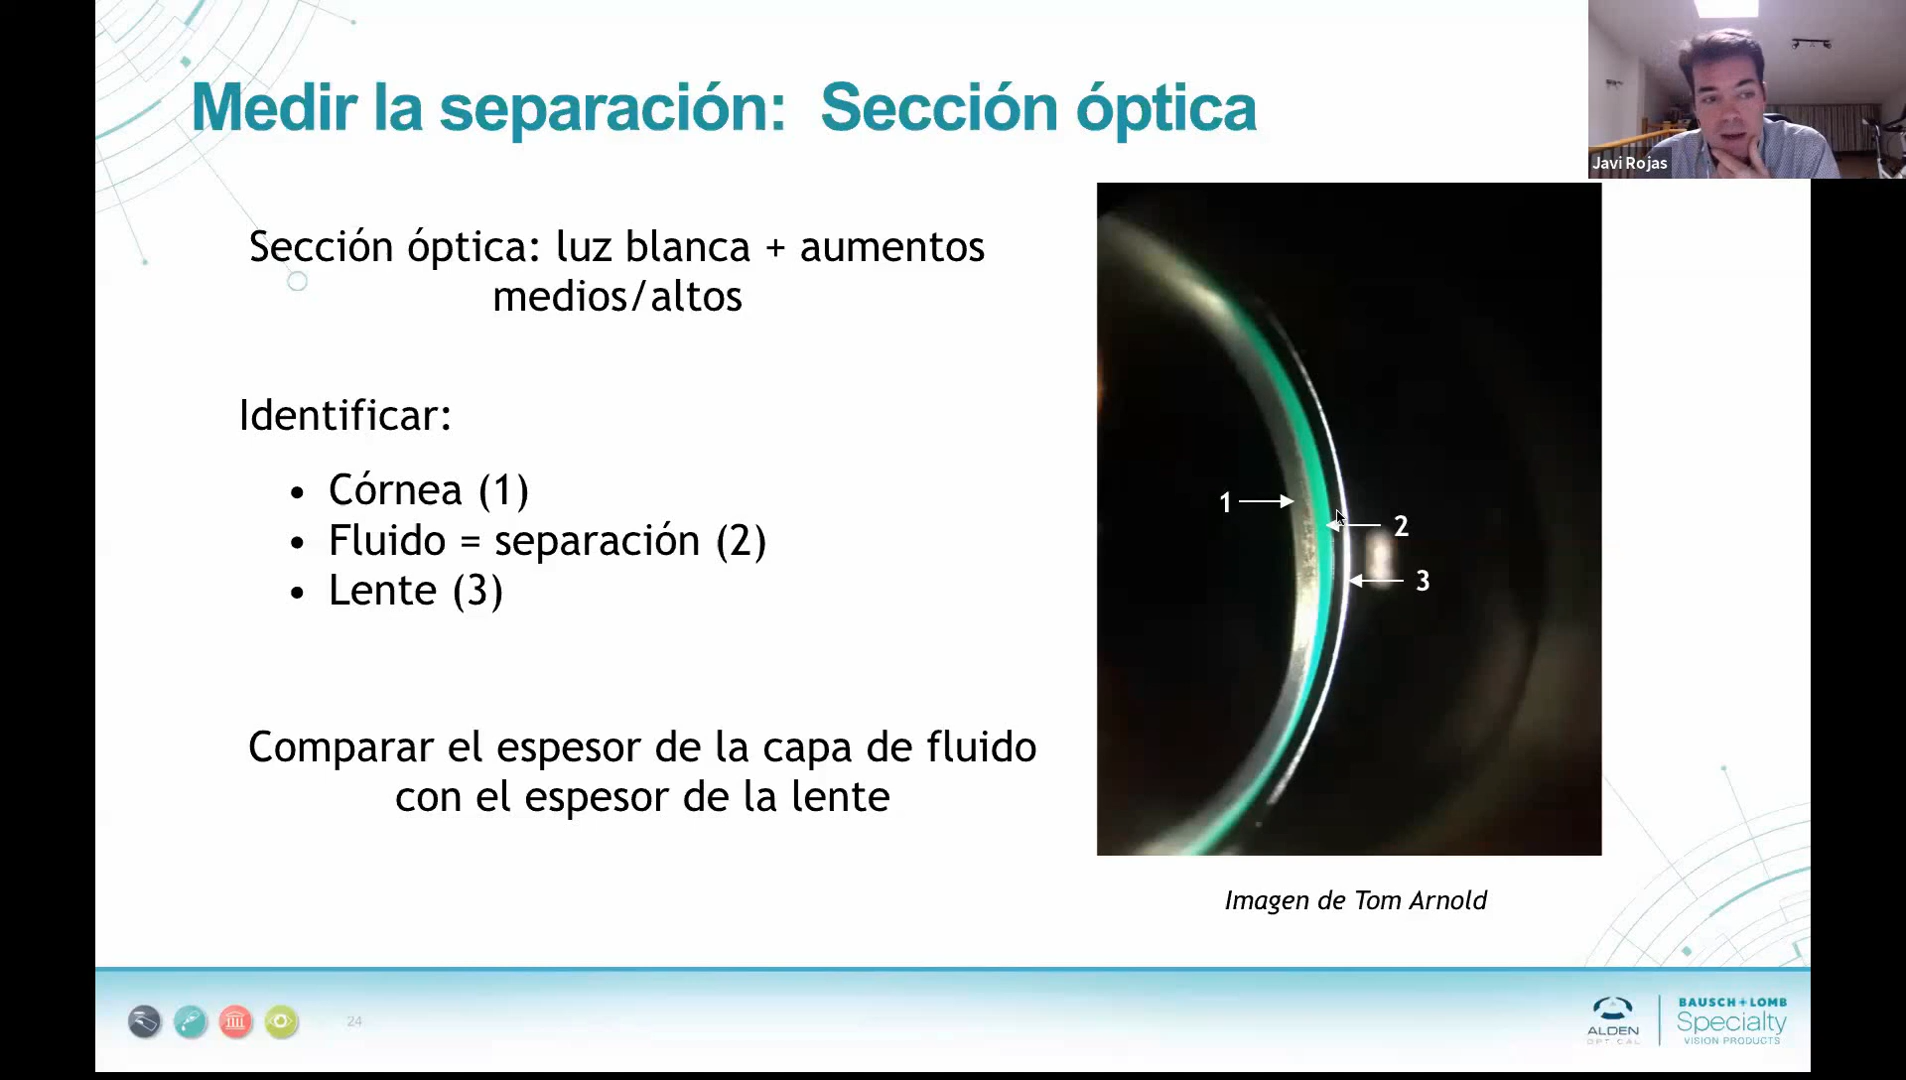 Medir la separación: Sección óptica
Javi Rojas
Sección óptica: luz blanca + aumentos
medios/altos
Identificar:
• Córnea (1)
• Fluido = separación (2)
• Lente (3)
1
2
3
Comparar el espesor de la capa de fluido
con el espesor de la lente
Imagen de Tom Arnold
24
ALDEN
OPTICAL
BAUSCH + LOMB
Specialty
VISION PRODUCTS